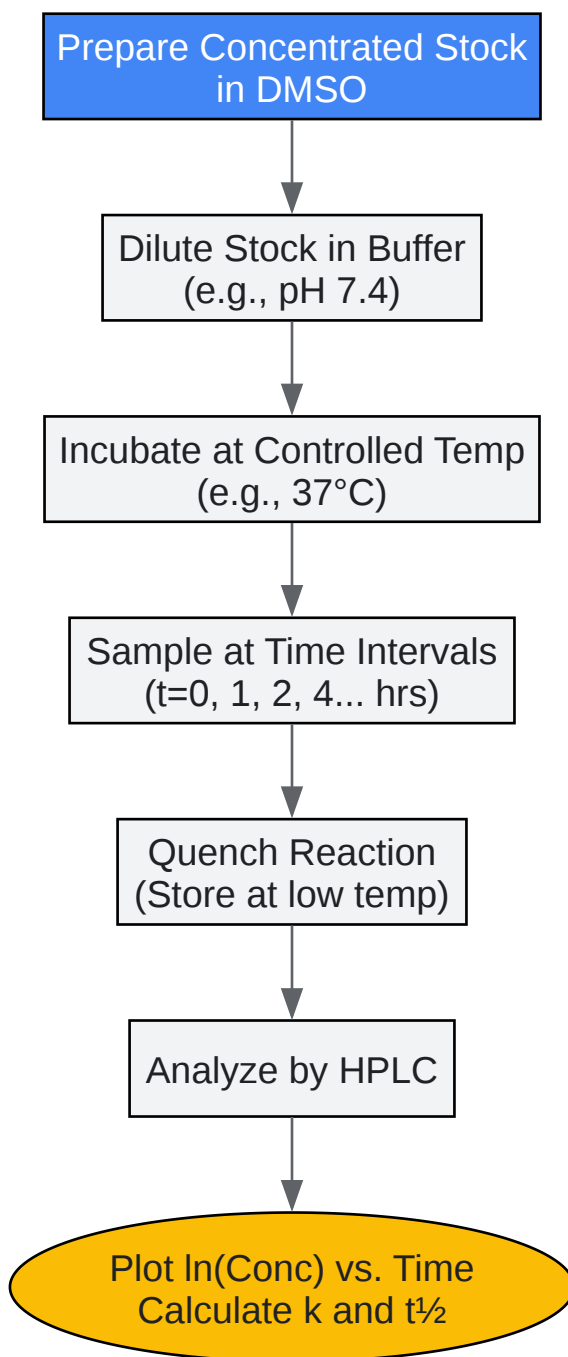 Prepare Concentrated Stock
in DMSO
Dilute Stock in Buffer
(e.g., pH 7.4)
Incubate at Controlled Temp
(e.g., 37°C)
Sample at Time Intervals
(t=0, 1, 2, 4... hrs)
Quench Reaction
(Store at low temp)
Analyze by HPLC
Plot ln(Conc) vs. Time
Calculate k and t½